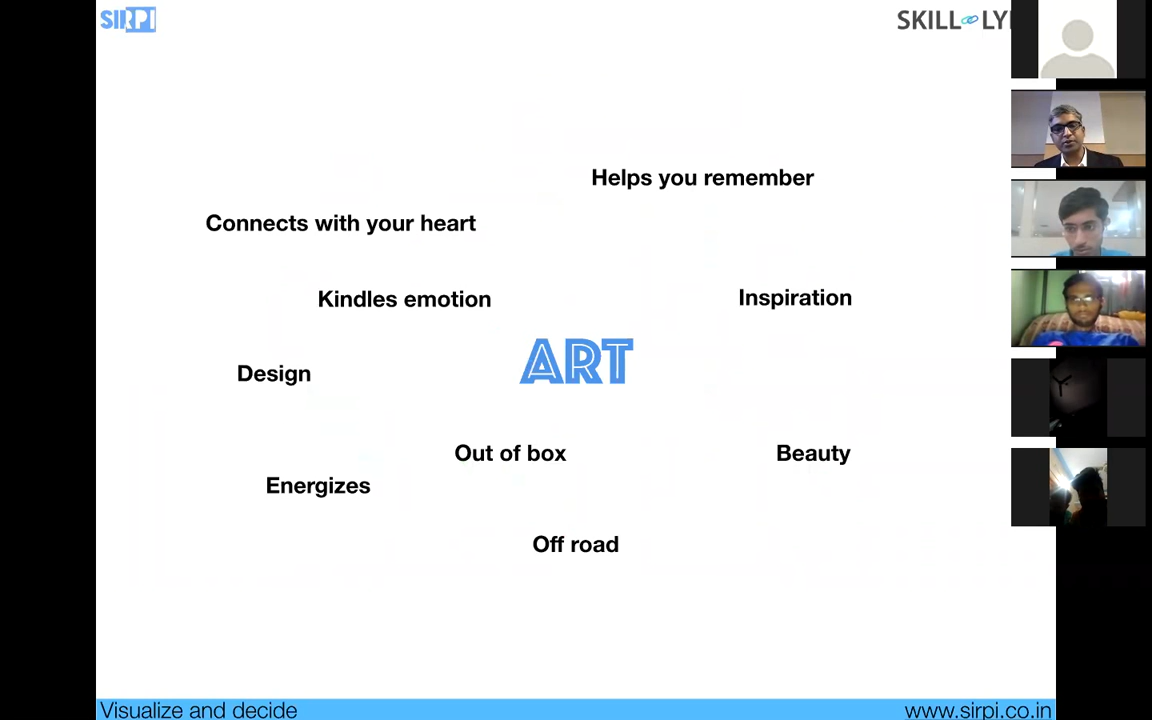 SIRPI
SKILL LY
Helps you remember
Connects with your heart
Kindles emotion
Inspiration
ART
Design
Out of box
Beauty
Energizes
Off road
Visualize and decide
www.sirpi.co.in